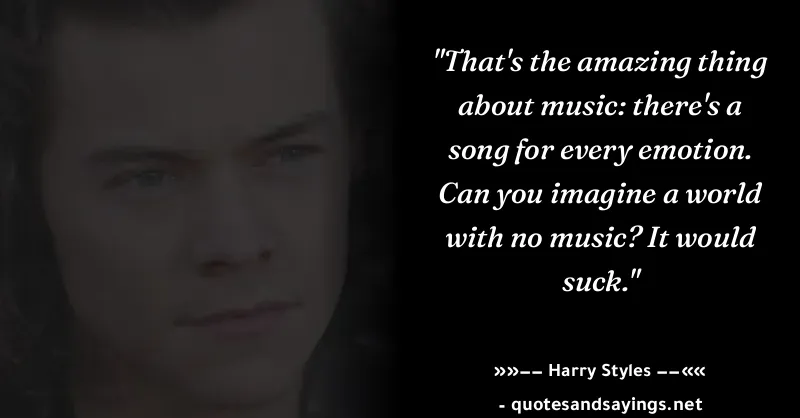 "That's the amazing thing
about music: there's a
song for every emotion.
Can you imagine a world
with no music? It would
suck."
»»−− Harry Styles −−««
- quotesandsayings.net